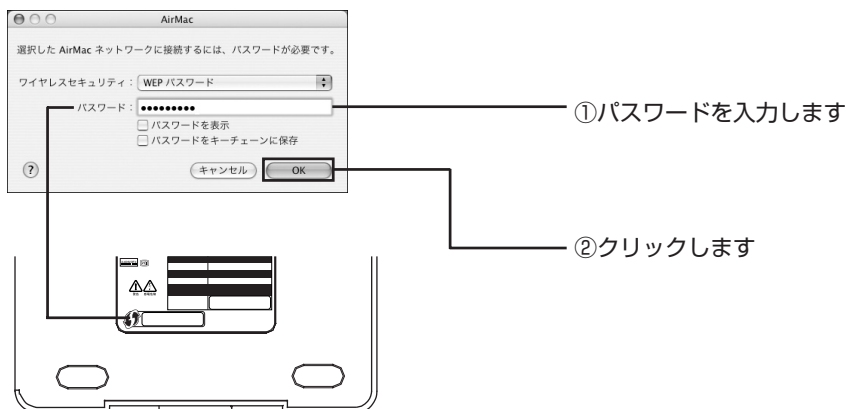 AirMac
選択した AirMac ネットワークに接続するには、パスワードが必要です。
ワイヤレスセキュリティ： WEP パスワード
パスワード： •••••••••
①パスワードを入力します
パスワードを表示
パスワードをキーチェーンに保存
? キャンセル OK
②クリックします